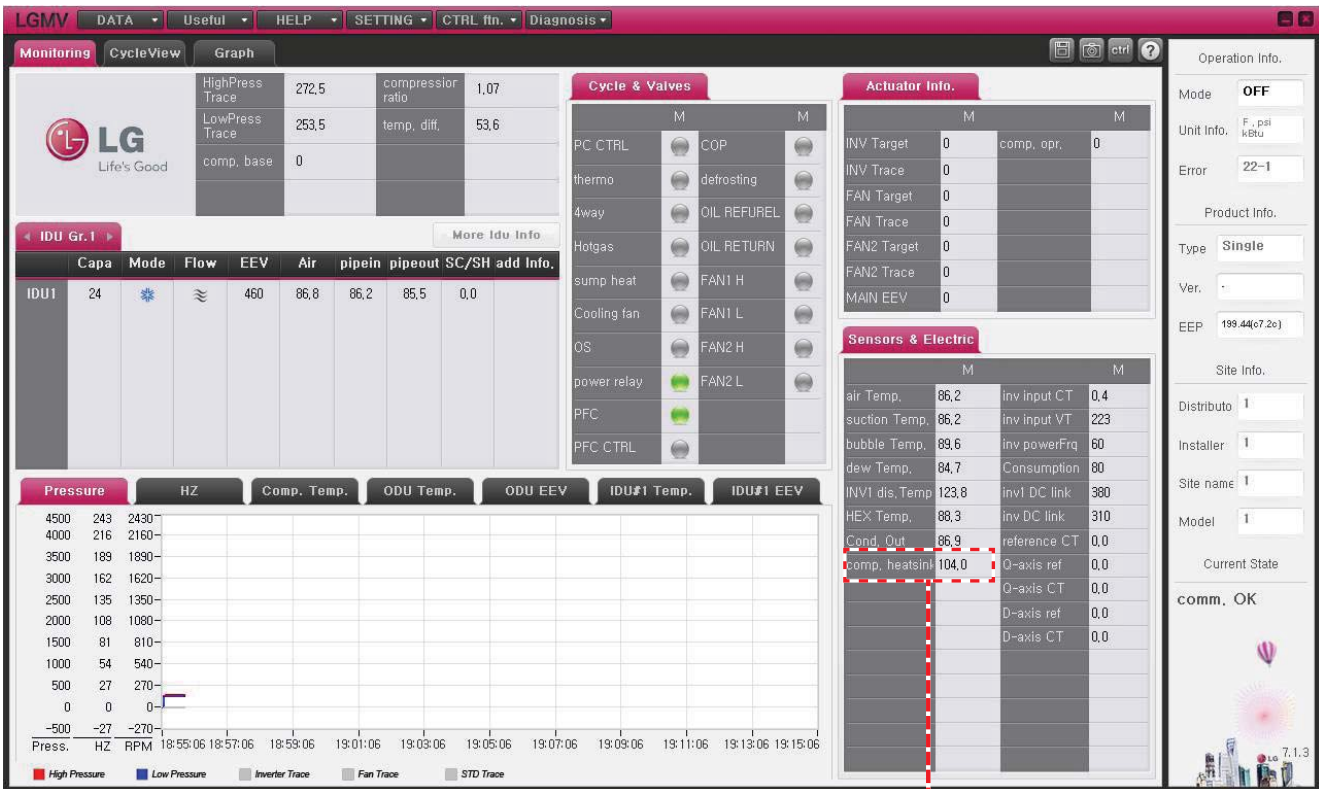 LGMV DATA Useful HELP SETTING CTRL ftn. Diagnosis
Monitoring CycleView Graph ctrl ?
LG
Life's Good
HighPress Trace 272,5 compressior ratio 1,07
LowPress Trace 253,5 temp, diff, 53,6
comp, base 0
IDU Gr.1 More Idu Info
Capa Mode Flow EEV Air pipein pipeout SC/SH add Info,
IDU1 24 460 86,8 86,2 85,5 0,0
Cycle & Valves
M M
PC CTRL COP
thermo defrosting
4way OIL REFUREL
Hotgas OIL RETURN
sump heat FAN1 H
Cooling fan FAN1 L
OS FAN2 H
power relay FAN2 L
PFC
PFC CTRL
Actuator Info.
M M
INV Target 0 comp, opr, 0
INV Trace 0
FAN Target 0
FAN Trace 0
FAN2 Target 0
FAN2 Trace 0
MAIN EEV 0
Sensors & Electric
M M
air Temp, 86,2 inv input CT 0,4
suction Temp, 86,2 inv input VT 223
bubble Temp, 89,6 inv powerFrq 60
dew Temp, 84,7 Consumption 80
INV1 dis,Temp 123,8 inv1 DC link 380
HEX Temp, 88,3 inv DC link 310
Cond, Out 86,9 reference CT 0,0
comp, heatsink 104,0 Q-axis ref 0,0
Q-axis CT 0,0
D-axis ref 0,0
D-axis CT 0,0
Pressure HZ Comp. Temp. ODU Temp. ODU EEV IDU#1 Temp. IDU#1 EEV
4500 243 2430
4000 216 2160
3500 189 1890
3000 162 1620
2500 135 1350
2000 108 1080
1500 81 810
1000 54 540
500 27 270
0 0 0
-500 -27 -270
Press. HZ RPM 18:55:06 18:57:06 18:59:06 19:01:06 19:03:06 19:05:06 19:07:06 19:09:06 19:11:06 19:13:06 19:15:06
High Pressure Low Pressure Inverter Trace Fan Trace STD Trace
Operation Info.
Mode OFF
Unit Info. F , psi kBtu
Error 22-1
Product Info.
Type Single
Ver. -
EEP 199.44(c7.2c)
Site Info.
Distributo 1
Installer 1
Site name 1
Model 1
Current State
comm, OK
LG 7.1.3